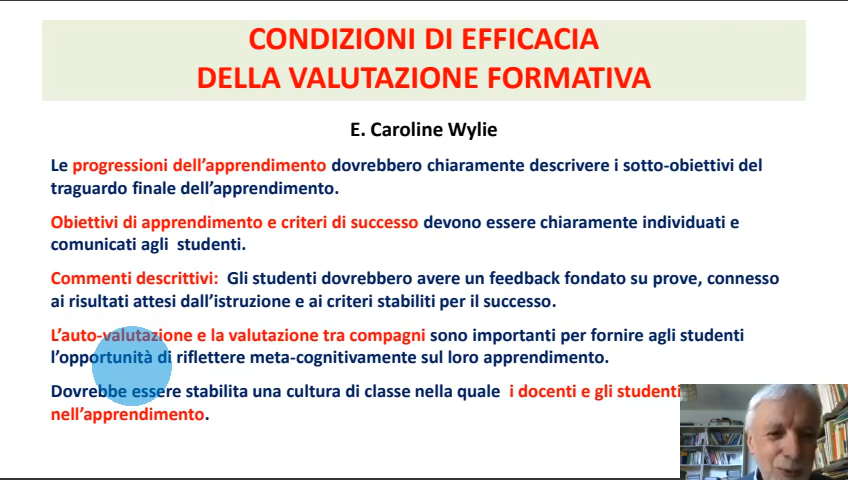 CONDIZIONI DI EFFICACIA
DELLA VALUTAZIONE FORMATIVA
E. Caroline Wylie
Le progressioni dell'apprendimento dovrebbero chiaramente descrivere i sotto-obiettivi del
traguardo finale dell'apprendimento.
Obiettivi di apprendimento e criteri di successo devono essere chiaramente individuati e
comunicati agli studenti.
Commenti descrittivi: Gli studenti dovrebbero avere un feedback fondato su prove, connesso
ai risultati attesi dall'istruzione e ai criteri stabiliti per il successo.
L'auto-valutazione e la valutazione tra compagni sono importanti per fornire agli studenti
l'opportunità di riflettere meta-cognitivamente sul loro apprendimento.
Dovrebbe essere stabilita una cultura di classe nella quale i docenti e gli studenti
nell'apprendimento.